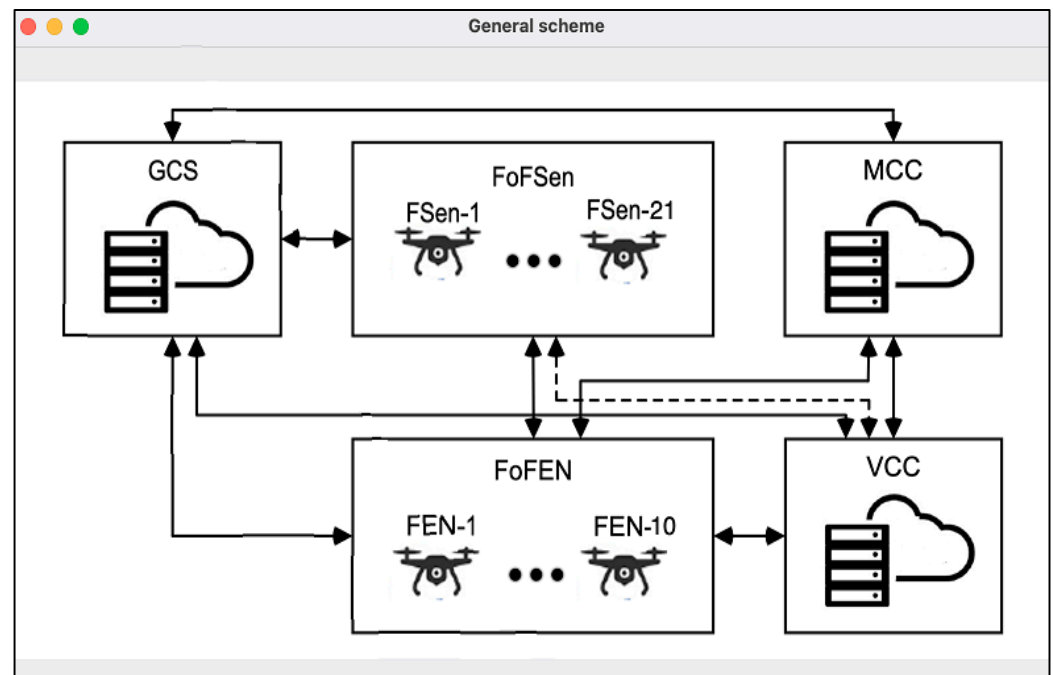 General scheme
GCS
FoFSen
FSen-1
FSen-21
MCC
FoFEN
FEN-1
FEN-10
VCC